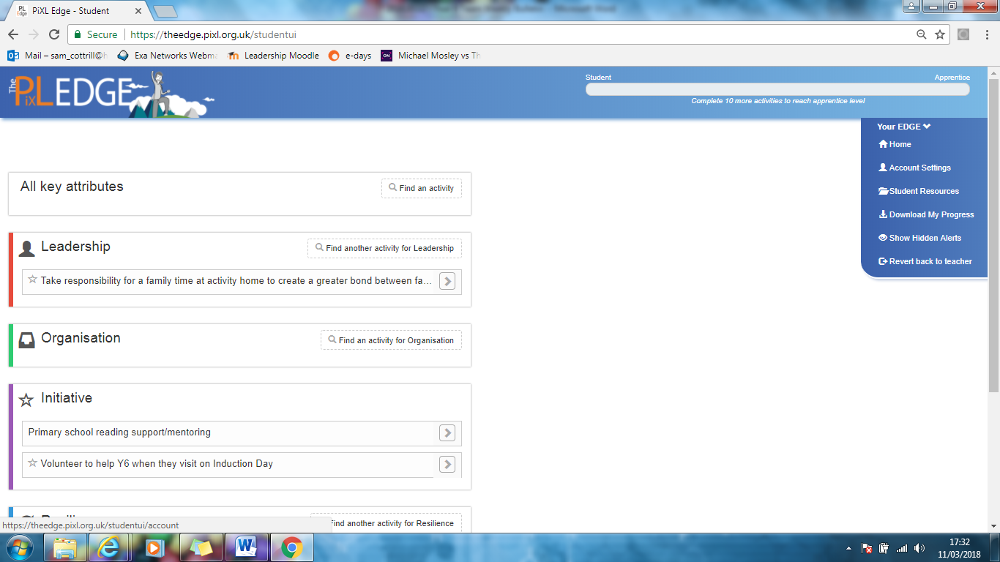 PL
Edge
PiXL Edge - Student
Microsoft Word
Secure
https://theedge.pixl.org.uk/studentui
Mail – sam_cottrill@h
Exa Networks Webma
Leadership Moodle
e-days
ON
Michael Mosley vs Th
The PiXLEDGE
Student
Apprentice
Complete 10 more activities to reach apprentice level
Your EDGE
Home
Account Settings
Student Resources
Download My Progress
Show Hidden Alerts
Revert back to teacher
All key attributes
Find an activity
Leadership
Find another activity for Leadership
Take responsibility for a family time at activity home to create a greater bond between fa...
Organisation
Find an activity for Organisation
Initiative
Primary school reading support/mentoring
Volunteer to help Y6 when they visit on Induction Day
Find another activity for Resilience
https://theedge.pixl.org.uk/studentui/account
17:32
11/03/2018